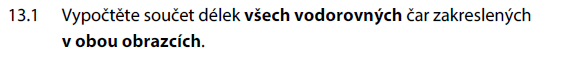 13.1 Vypočtěte součet délek všech vodorovných čar zakreslených
v obou obrazcích.